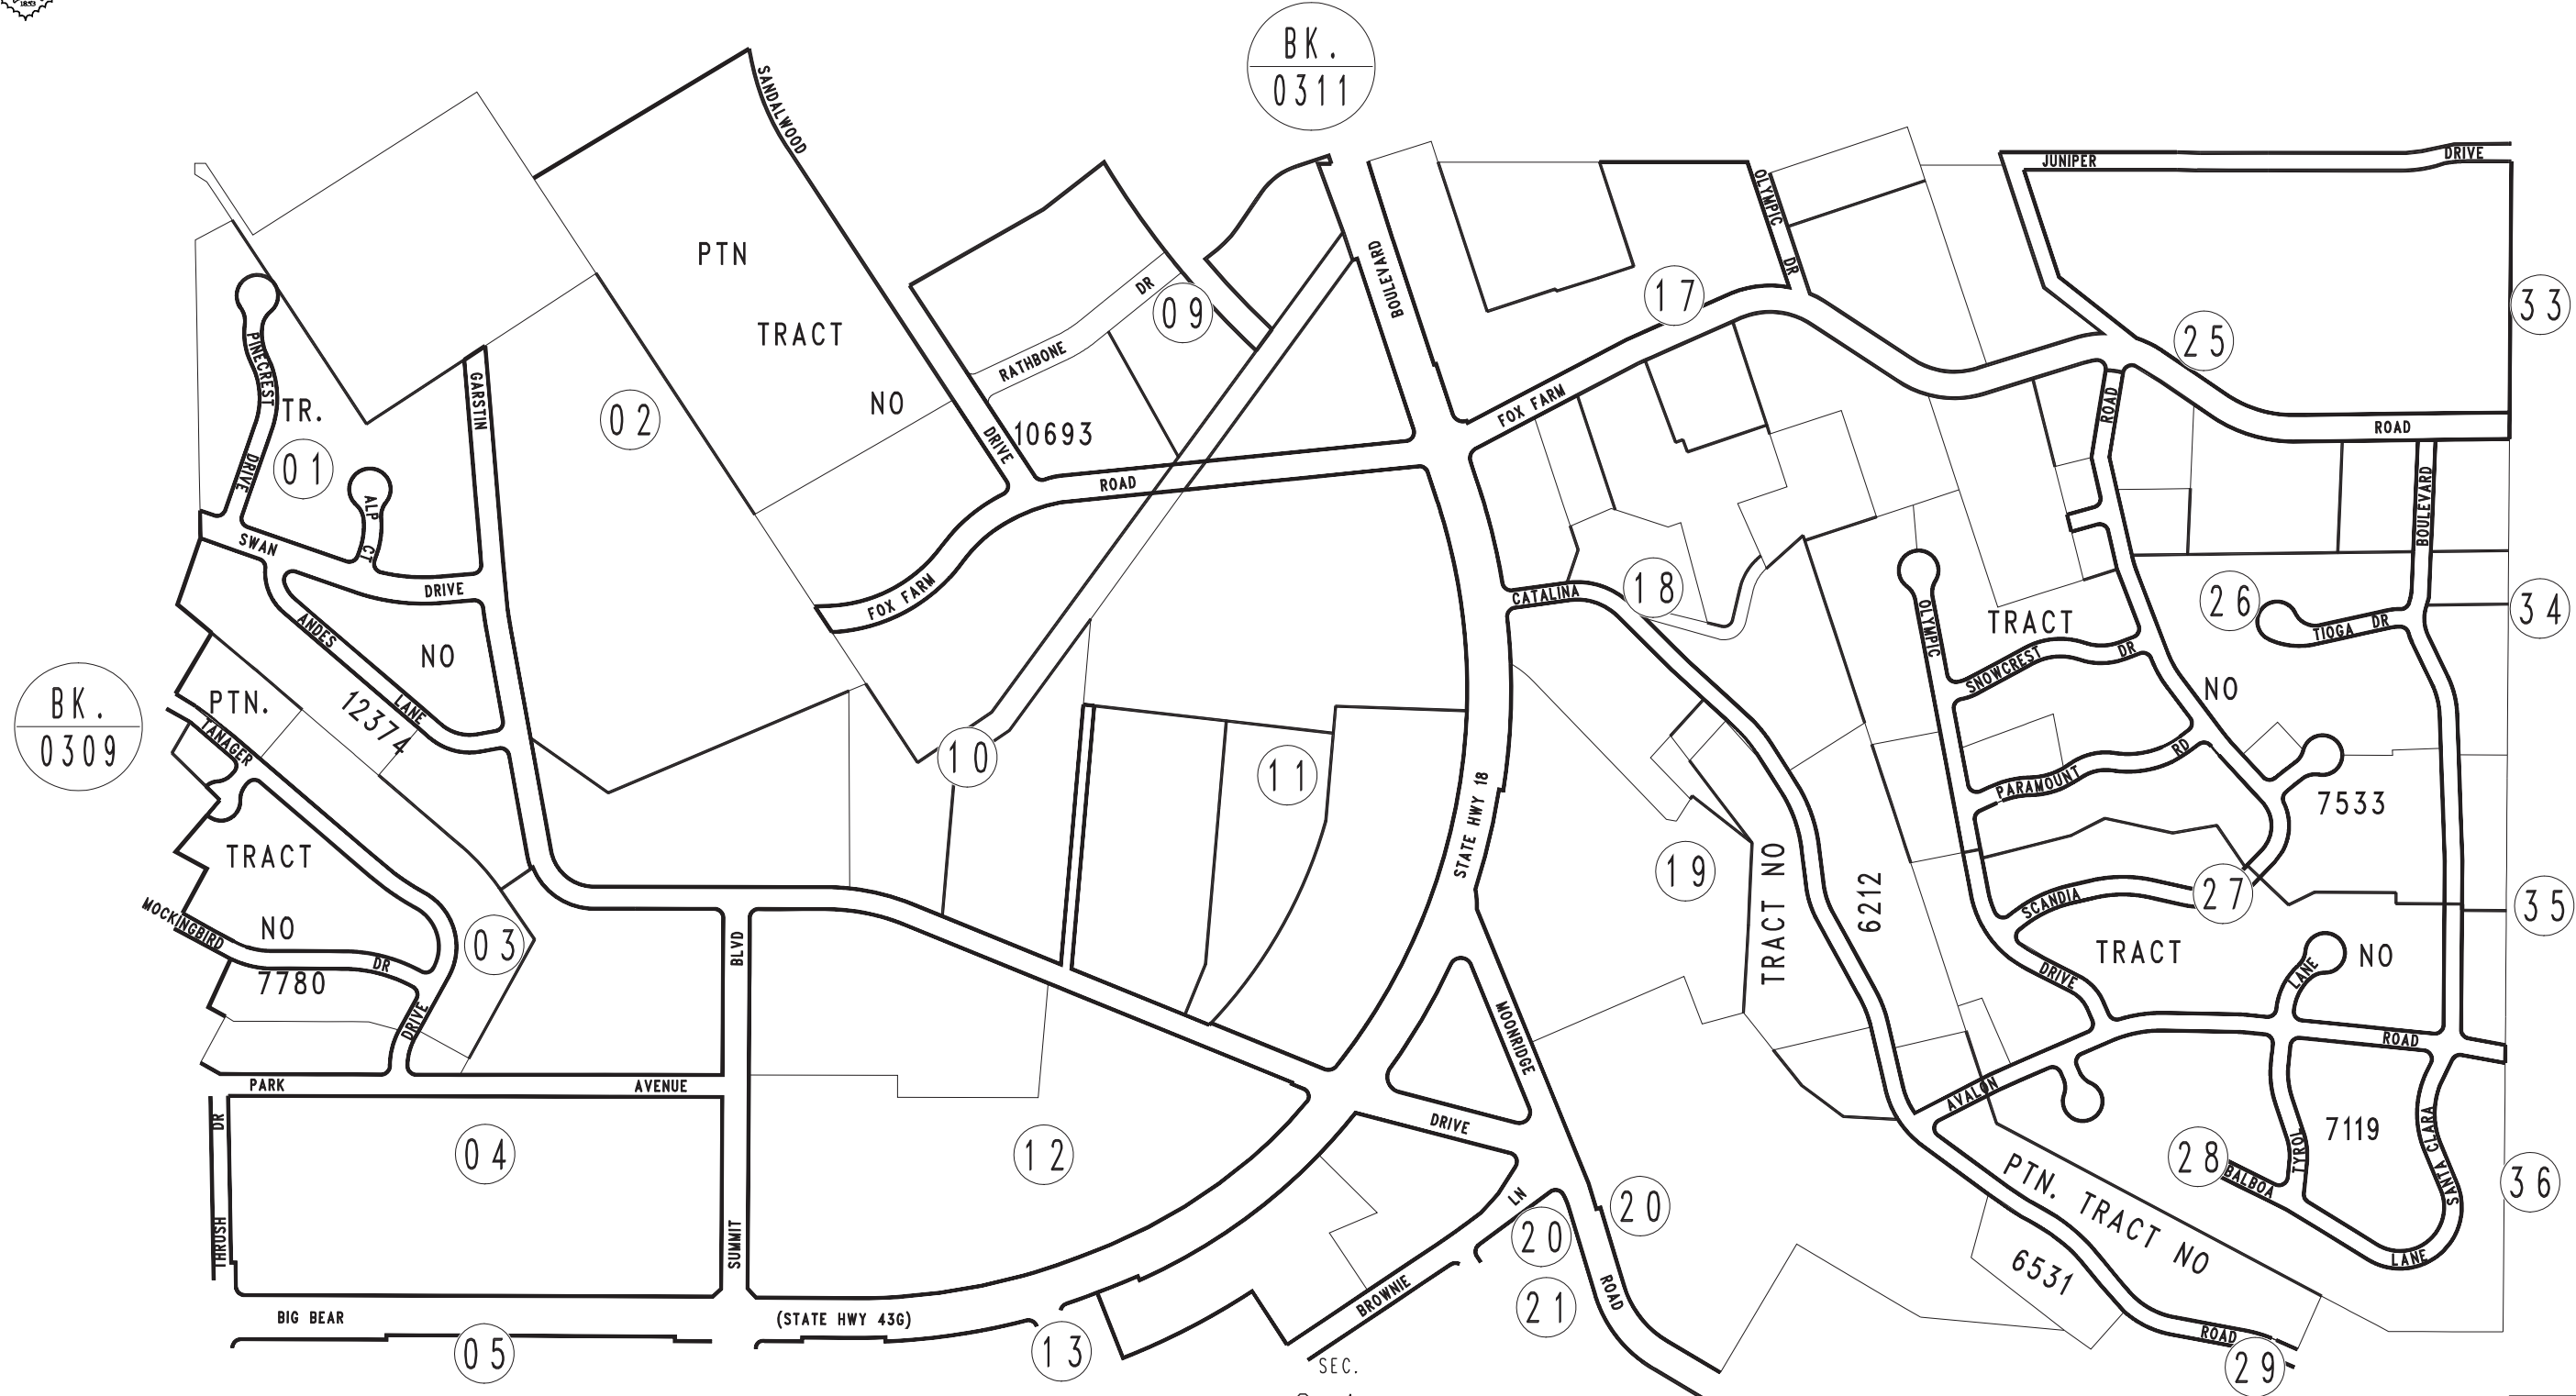 1853
BK.
0311
SANDALWOOD
JUNIPER
DRIVE
OLYMPIC
DR
BOULEVARD
PTN
TRACT
NO
10693
DRIVE
RATHBONE
DR
09
17
33
25
PINECREST
DRIVE
TR.
01
GARSTIN
02
ALP
CT
FOX FARM
ROAD
ROAD
ROAD
BOULEVARD
SWAN
DRIVE
FOX FARM
ANDES
LANE
NO
CATALINA
18
OLYMPIC
TRACT
26
34
TIOGA DR
SNOWCREST
DR
NO
BK.
0309
PTN.
12374
TANAGER
10
11
STATE HWY 18
PARAMOUNT
RD
7533
TRACT
NO
7780
MOCKINGBIRD
DR
DRIVE
03
BLVD
19
TRACT NO
6212
SCANDIA
27
35
TRACT
NO
DRIVE
LANE
ROAD
MOONRIDGE
PARK
AVENUE
AVALON
DR
THRUSH
04
SUMMIT
12
DRIVE
LN
20
20
21
28
BALBOA
TYROL
7119
SANTA CLARA
36
LANE
PTN. TRACT NO
6531
BIG BEAR
(STATE HWY 43G)
05
13
BROWNIE
ROAD
ROAD
29
SEC.